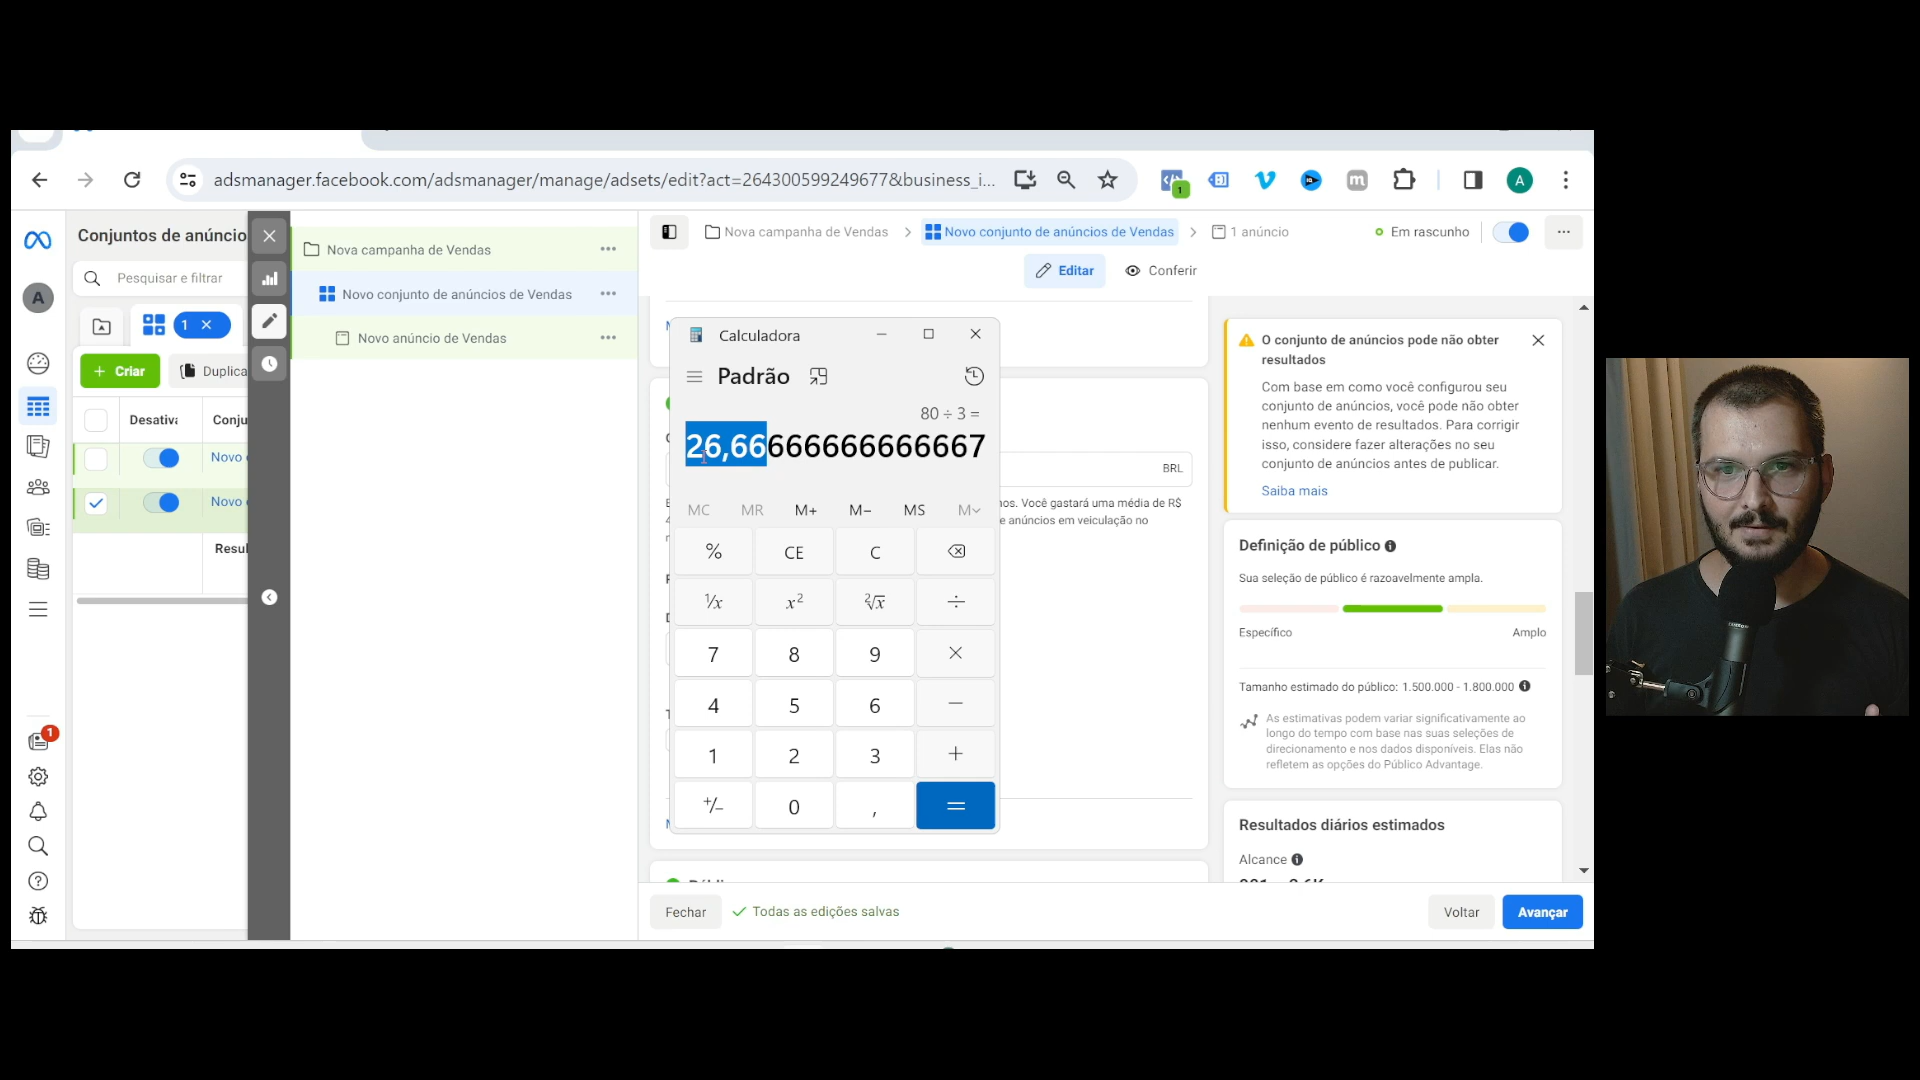 adsmanager.facebook.com/adsmanager/manage/adsets/edit?act=264300599249677&business_i...
1
A
Conjuntos de anúncio
Nova campanha de Vendas
Nova campanha de Vendas
Novo conjunto de anúncios de Vendas
1 anúncio
Em rascunho
Editar
Conferir
Pesquisar e filtrar
Novo conjunto de anúncios de Vendas
A
1
Novo anúncio de Vendas
Calculadora
O conjunto de anúncios pode não obter
resultados
Criar
Duplica
Padrão
Com base em como você configurou seu
conjunto de anúncios, você pode não obter
nenhum evento de resultados. Para corrigir
isso, considere fazer alterações no seu
conjunto de anúncios antes de publicar.
Saiba mais
80 ÷ 3 =
26,66666666666667
Desativa
Conju
Novo
Novo
Resul
BRL
nos. Você gastará uma média de R$
e anúncios em veiculação no
MC MR M+ M− MS M
% CE C
¹/x x² ²√x ÷
7 8 9 ×
4 5 6 −
1 2 3 +
+/− 0 , =
Definição de público
Sua seleção de público é razoavelmente ampla.
Específico
Amplo
Tamanho estimado do público: 1.500.000 - 1.800.000
As estimativas podem variar significativamente ao
longo do tempo com base nas suas seleções de
direcionamento e nos dados disponíveis. Elas não
refletem as opções do Público Advantage.
1
Resultados diários estimados
Alcance
Fechar
Todas as edições salvas
Voltar
Avançar